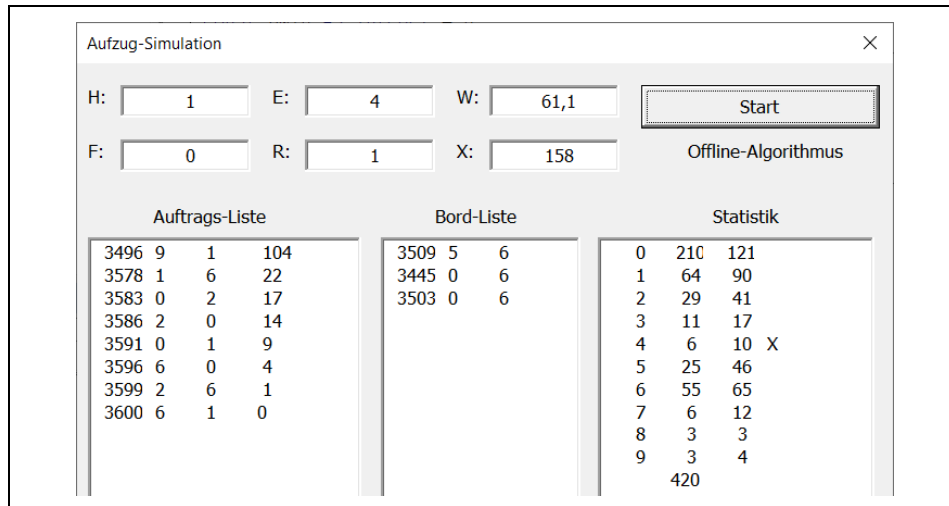 Aufzug-Simulation
H: 1 E: 4 W: 61,1 Start
F: 0 R: 1 X: 158 Offline-Algorithmus
Auftrags-Liste Bord-Liste Statistik
3496 9 1 104 3509 5 6 0 210 121
3578 1 6 22 3445 0 6 1 64 90
3583 0 2 17 3503 0 6 2 29 41
3586 2 0 14 3 11 17
3591 0 1 9 4 6 10 X
3596 6 0 4 5 25 46
3599 2 6 1 6 55 65
3600 6 1 0 7 6 12
8 3 3
9 3 4
420